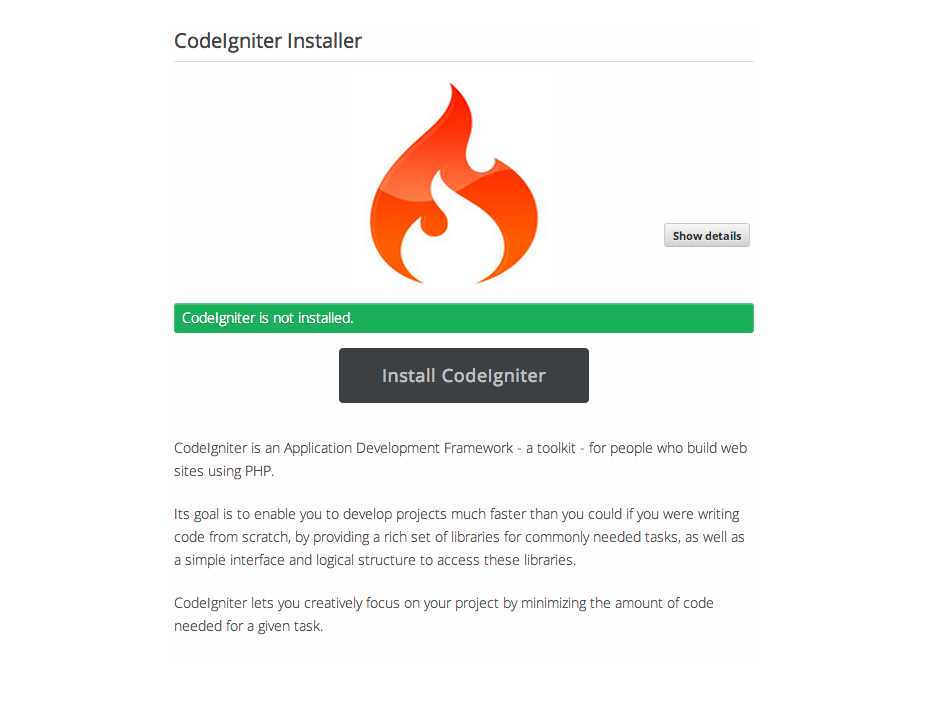 CodeIgniter Installer
Show details
CodeIgniter is not installed.
Install CodeIgniter
CodeIgniter is an Application Development Framework - a toolkit - for people who build web
sites using PHP.
Its goal is to enable you to develop projects much faster than you could if you were writing
code from scratch, by providing a rich set of libraries for commonly needed tasks, as well as
a simple interface and logical structure to access these libraries.
CodeIgniter lets you creatively focus on your project by minimizing the amount of code
needed for a given task.